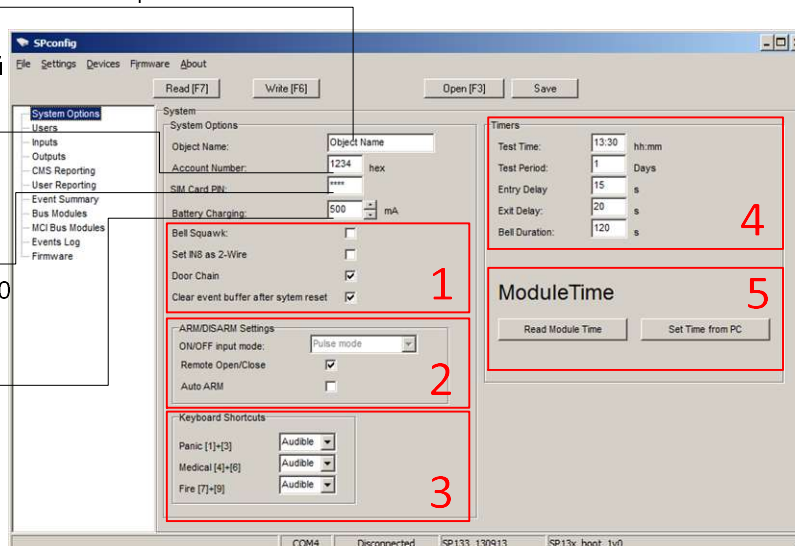 SPconfig
File Settings Devices Firmware About
Read [F7] Write [F6] Open [F3] Save
System Options
Users
Inputs
Outputs
CMS Reporting
User Reporting
Event Summary
Bus Modules
MCI Bus Modules
Events Log
Firmware
System
System Options
Object Name: Object Name
Account Number: 1234 hex
SIM Card PIN: ****
Battery Charging: 500 mA
Bell Squawk:
Set IN8 as 2-Wire
Door Chain
Clear event buffer after sytem reset
1
ARM/DISARM Settings
ON/OFF input mode: Pulse mode
Remote Open/Close
Auto ARM
2
Keyboard Shortcuts
Panic [1]+[3] Audible
Medical [4]+[6] Audible
Fire [7]+[9] Audible
3
Timers
Test Time: 13:30 hh:mm
Test Period: 1 Days
Entry Delay 15 s
Exit Delay: 20 s
Bell Duration: 120 s
4
ModuleTime
5
Read Module Time Set Time from PC
COM4 Disconnected SP133_130913 SP13x_boot_1v0